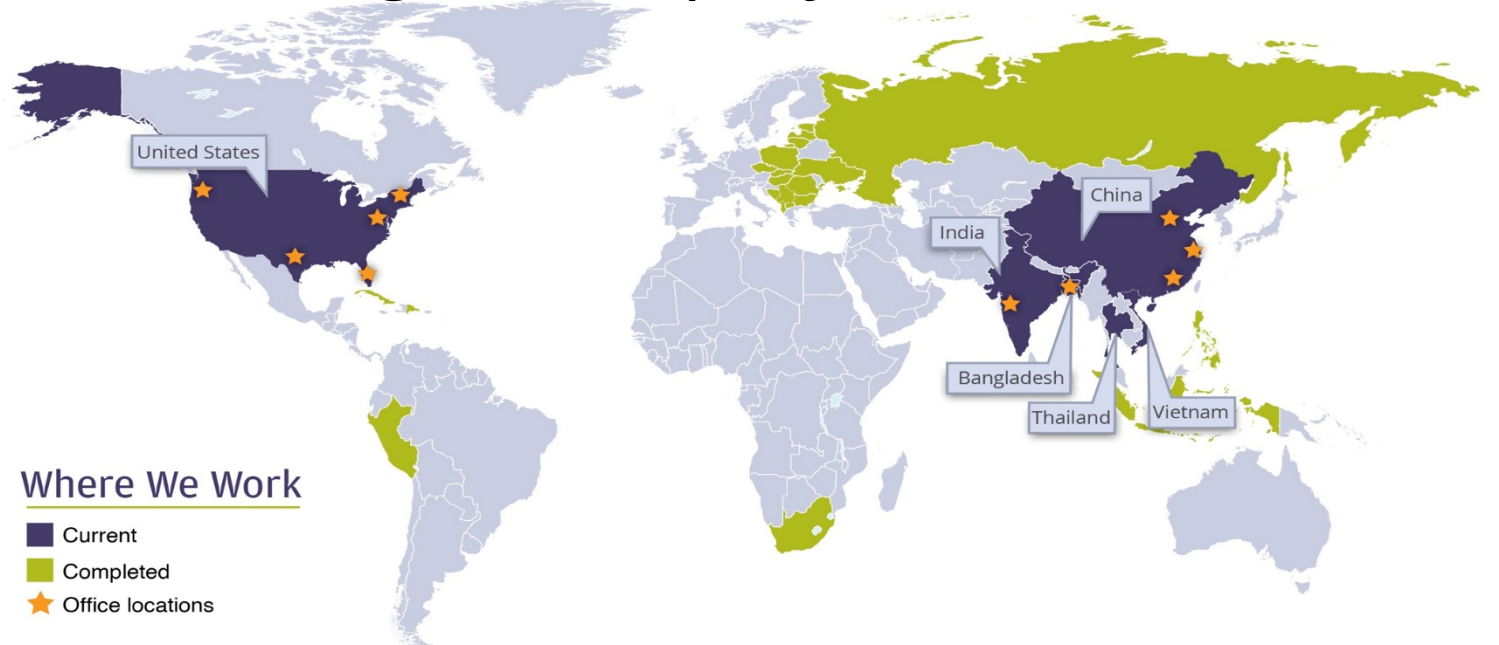 United States
China
India
Bangladesh
Thailand
Vietnam
Where We Work
Current
Completed
Office locations